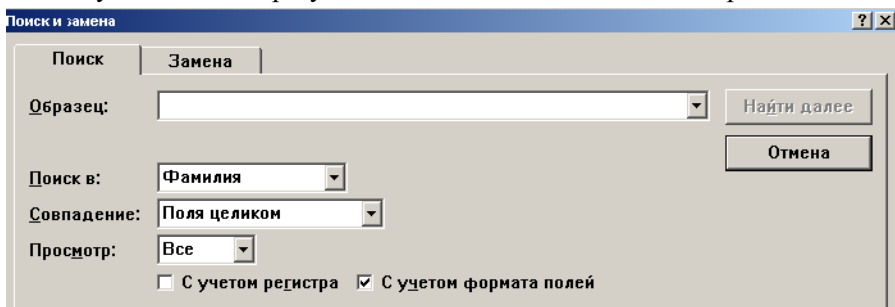 Поиск и замена
Поиск Замена
Образец: Найти далее
Отмена
Поиск в: Фамилия
Совпадение: Поля целиком
Просмотр: Все
С учетом регистра С учетом формата полей